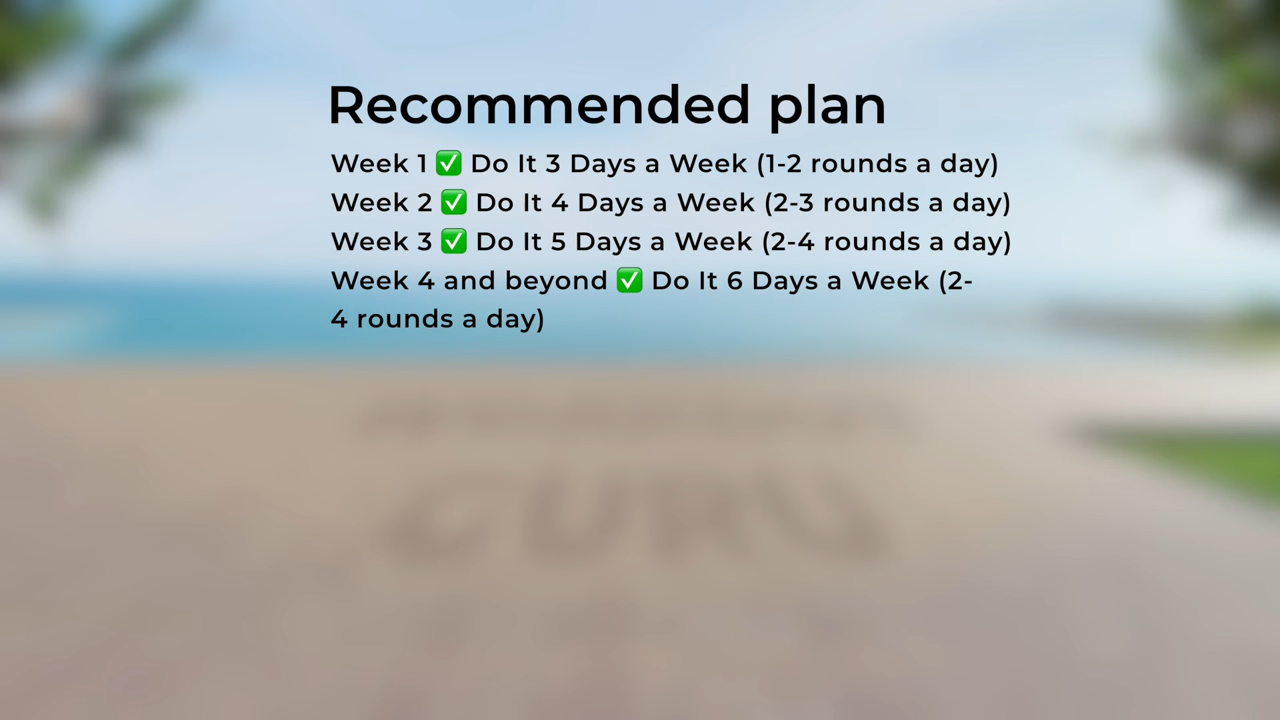 Recommended plan
Week 1 ✅ Do It 3 Days a Week (1-2 rounds a day)
Week 2 ✅ Do It 4 Days a Week (2-3 rounds a day)
Week 3 ✅ Do It 5 Days a Week (2-4 rounds a day)
Week 4 and beyond ✅ Do It 6 Days a Week (2-
4 rounds a day)
GURU